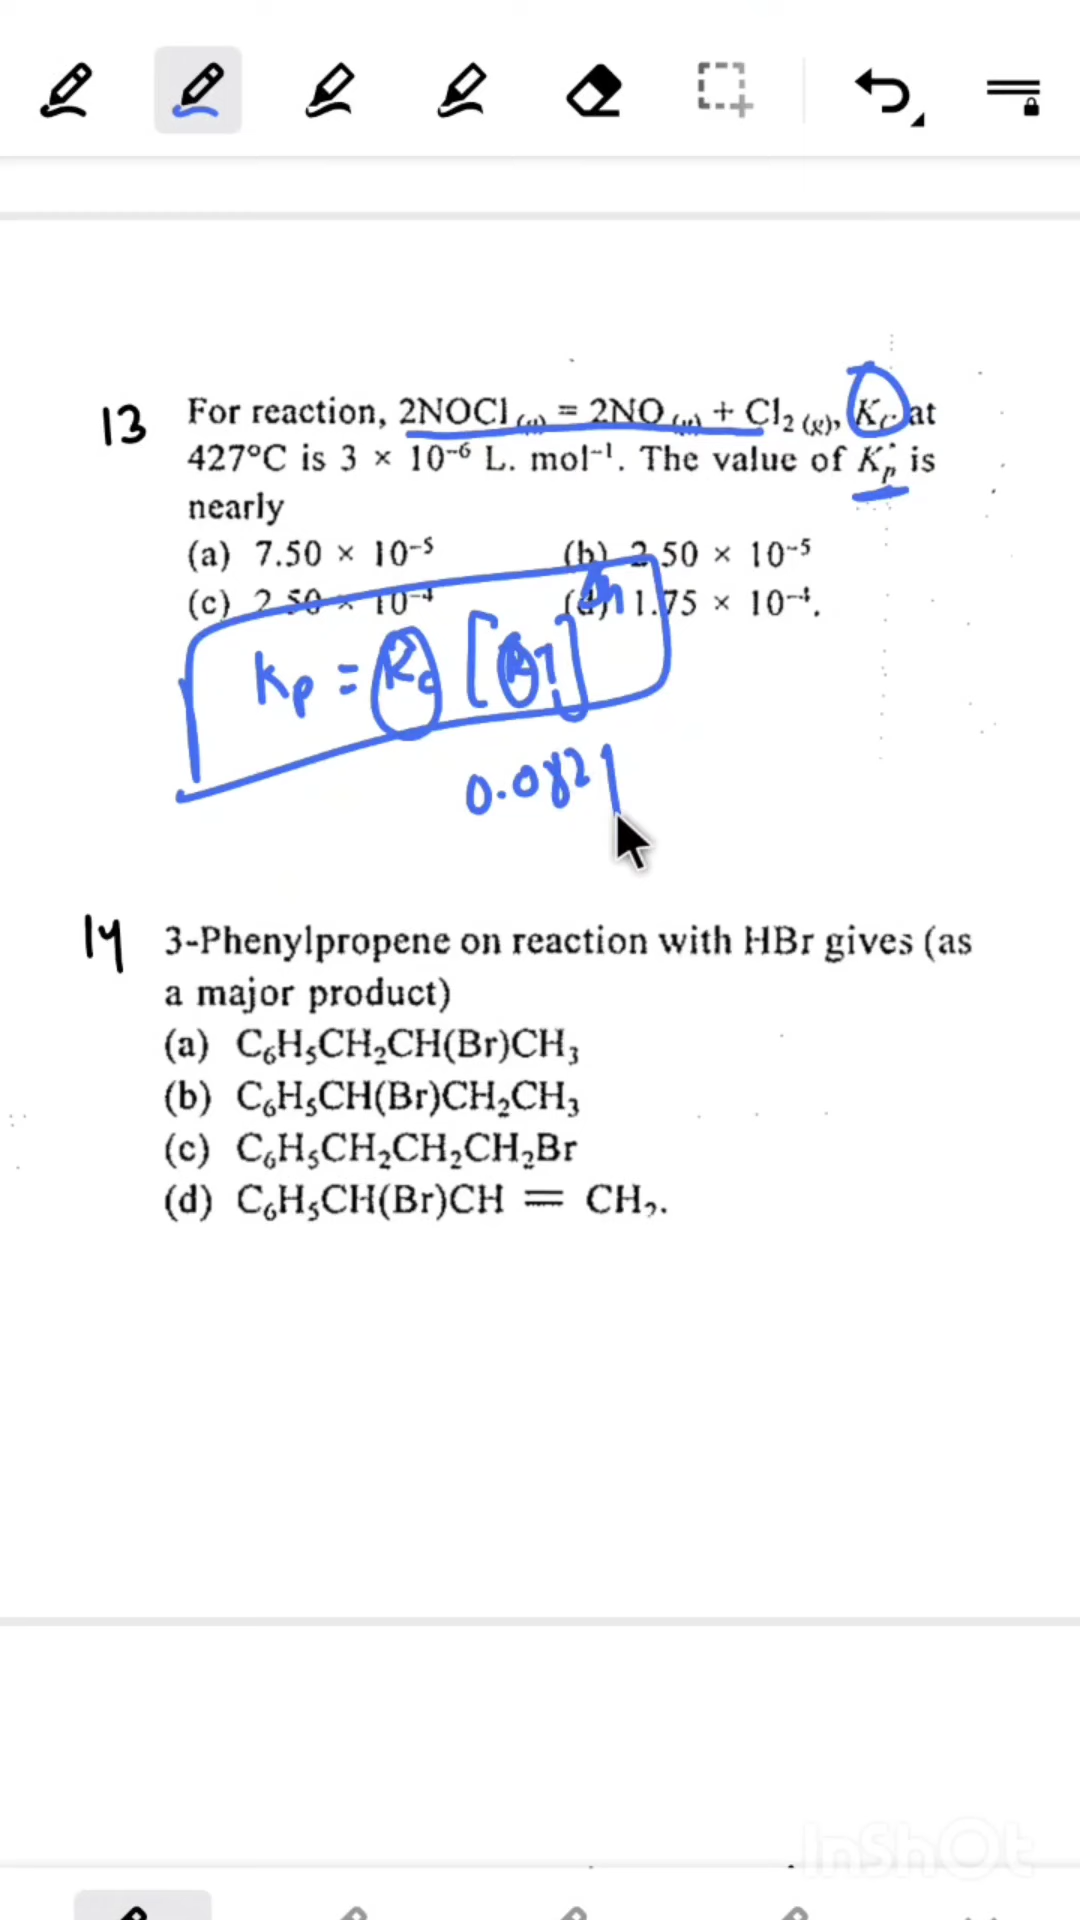 13 For reaction, 2NOCl (g) = 2NO (g) + Cl₂ (g), K_C at
427°C is 3 × 10⁻⁶ L. mol⁻¹. The value of K_p is
nearly
(a) 7.50 × 10⁻⁵ (b) 2.50 × 10⁻⁵
(c) 2.50 × 10⁻⁴ (d) 1.75 × 10⁻⁴.
Kp = Kc [RT]^Δn
0.0821
14 3-Phenylpropene on reaction with HBr gives (as
a major product)
(a) C₆H₅CH₂CH(Br)CH₃
(b) C₆H₅CH(Br)CH₂CH₃
(c) C₆H₅CH₂CH₂CH₂Br
(d) C₆H₅CH(Br)CH = CH₂.
InShOt